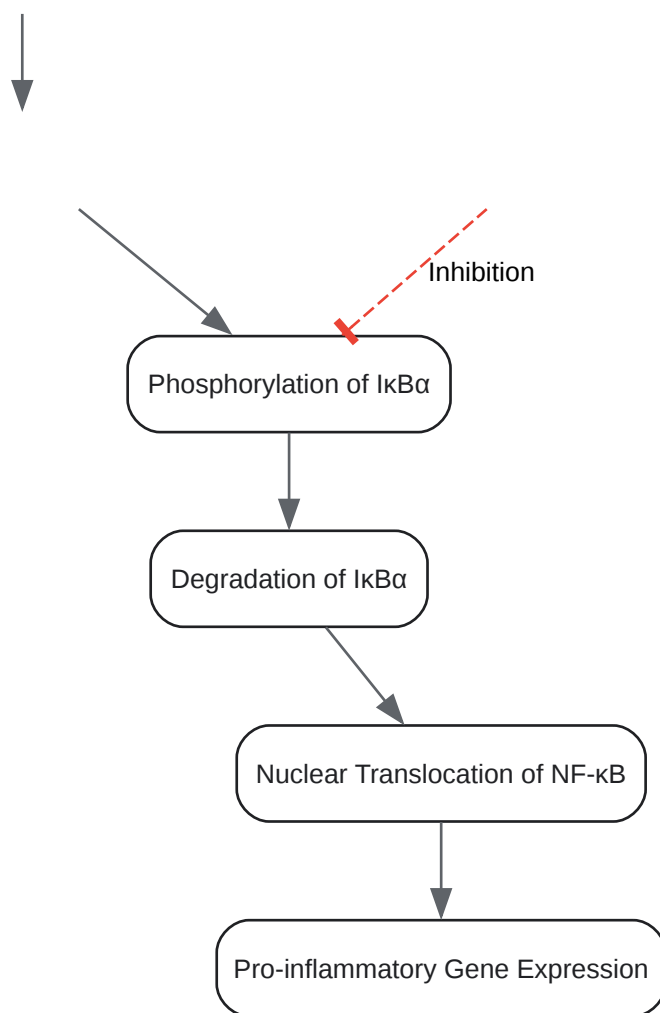 Inhibition
Phosphorylation of IκBα
Degradation of IκBα
Nuclear Translocation of NF-κB
Pro-inflammatory Gene Expression